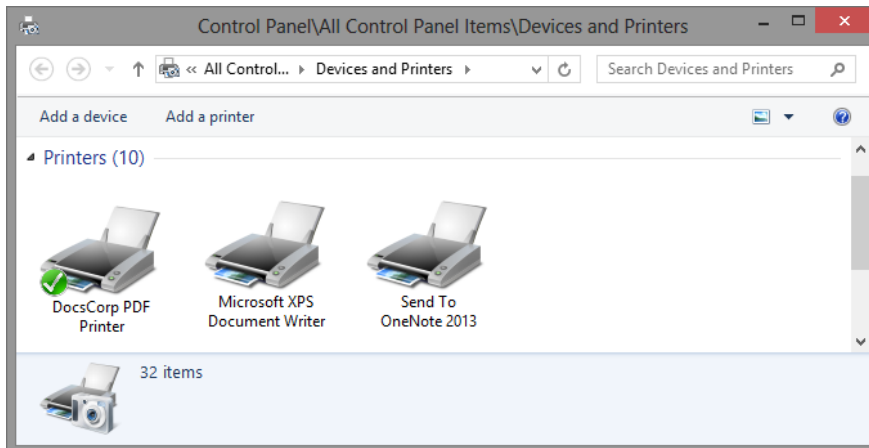 Control Panel\All Control Panel Items\Devices and Printers
« All Control... Devices and Printers
Search Devices and Printers
Add a device Add a printer
Printers (10)
DocsCorp PDF
Printer
Microsoft XPS
Document Writer
Send To
OneNote 2013
32 items